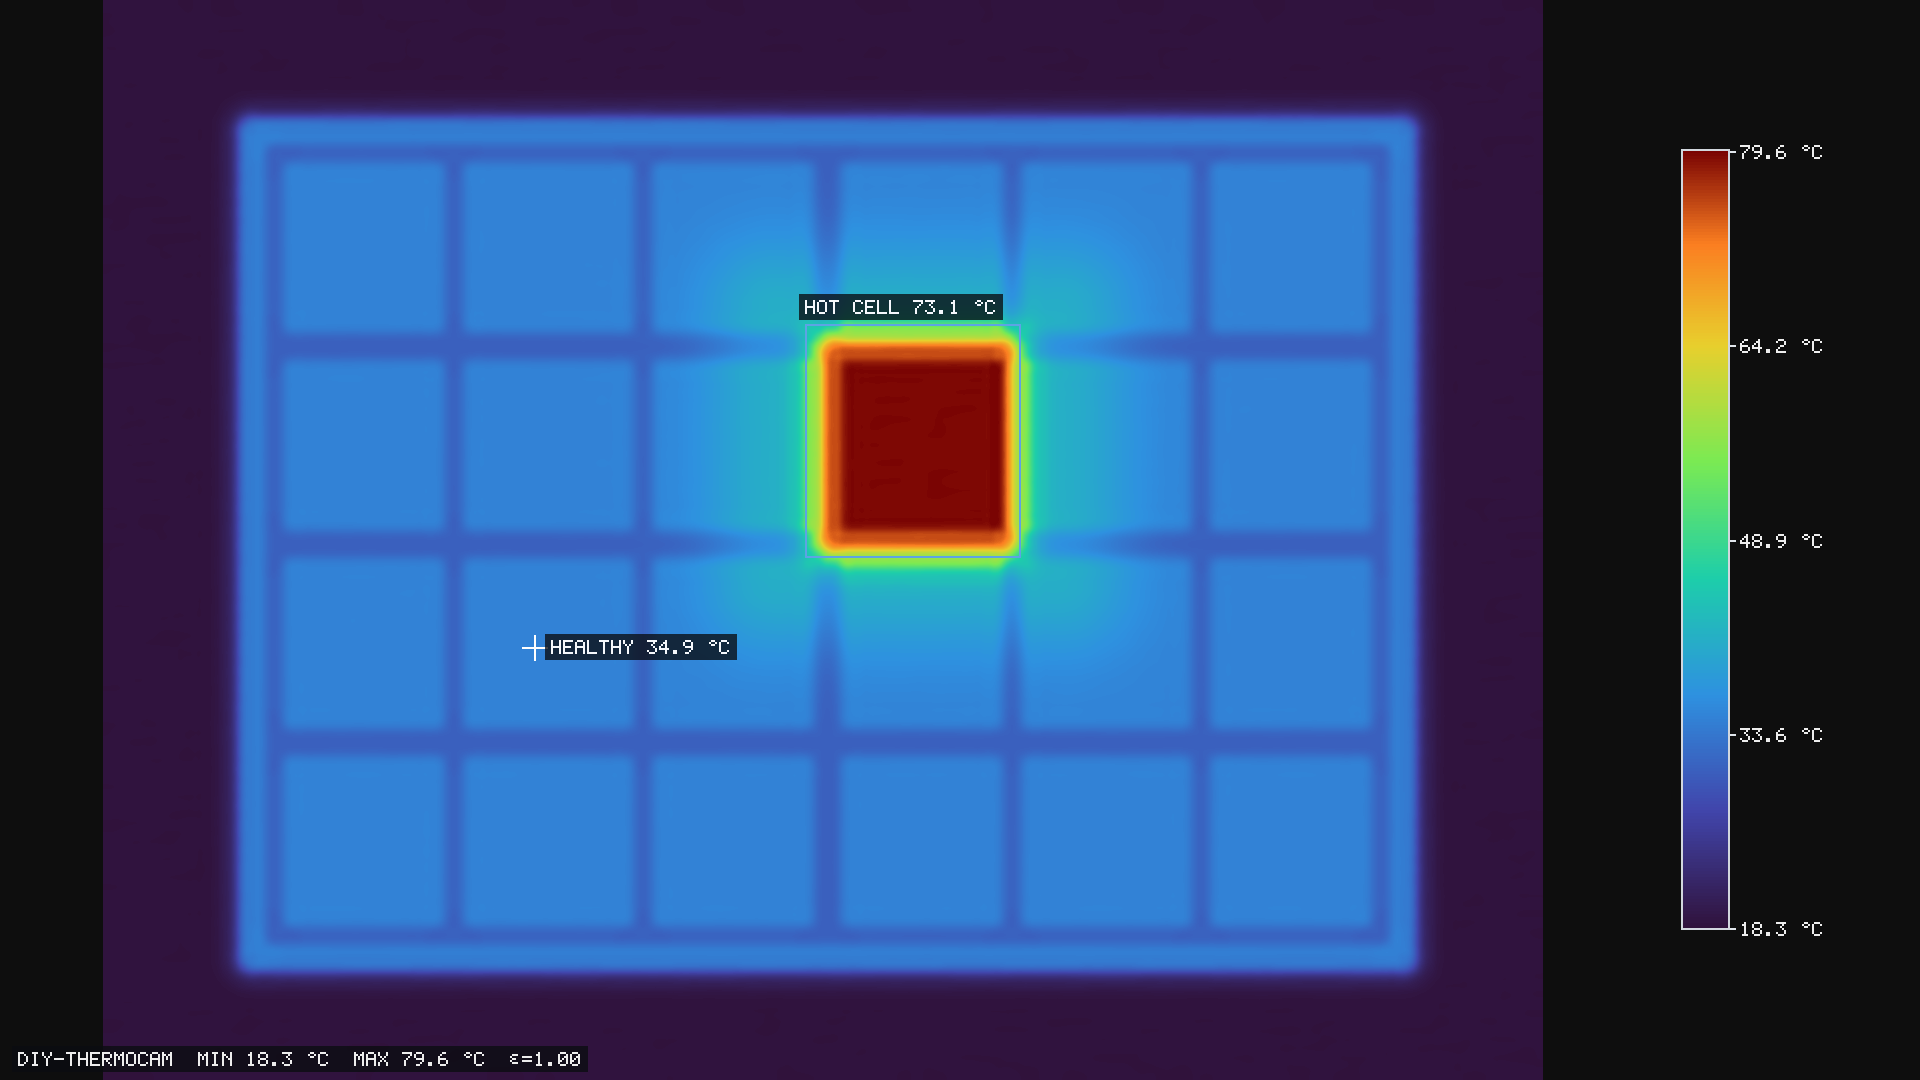 79.6 °C
HOT CELL 73.1 °C
64.2 °C
48.9 °C
HEALTHY 34.9 °C
33.6 °C
18.3 °C
DIY-THERMOCAM  MIN 18.3 °C  MAX 79.6 °C  ε=1.00